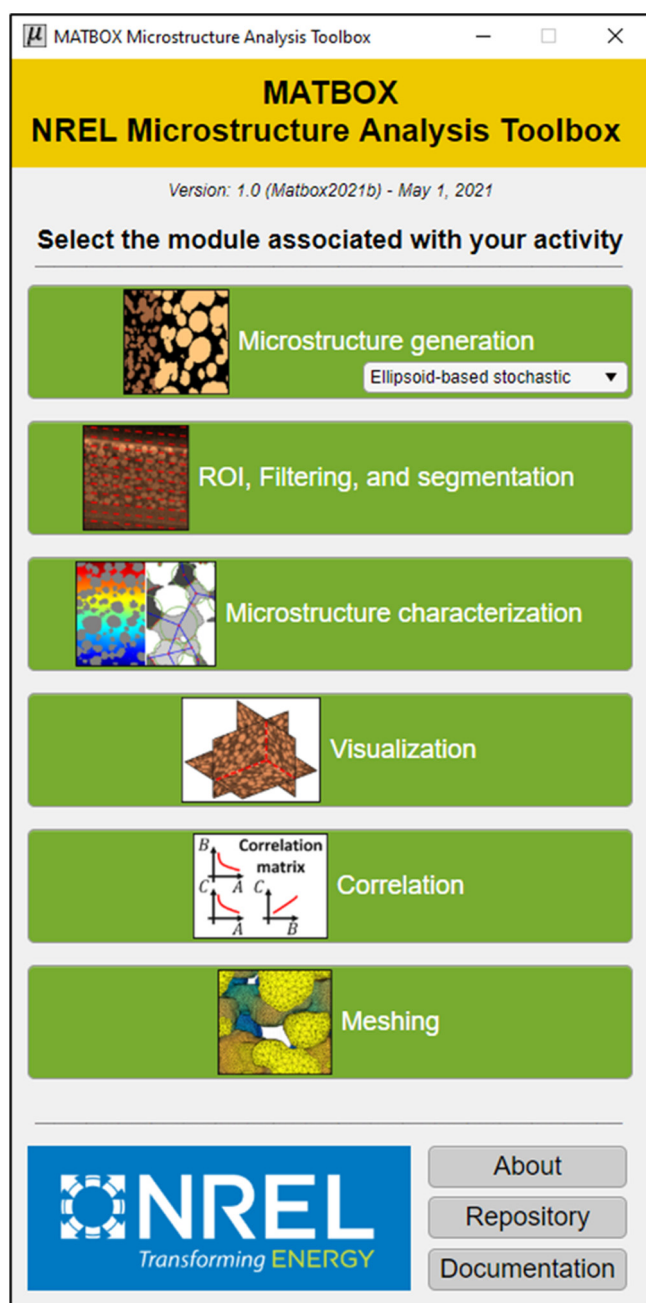 μ MATBOX Microstructure Analysis Toolbox
MATBOX
NREL Microstructure Analysis Toolbox
Version: 1.0 (Matbox2021b) - May 1, 2021
Select the module associated with your activity
Microstructure generation
Ellipsoid-based stochastic
ROI, Filtering, and segmentation
Microstructure characterization
Visualization
B Correlation
matrix
C A C
A B
Correlation
Meshing
NREL
Transforming ENERGY
About
Repository
Documentation